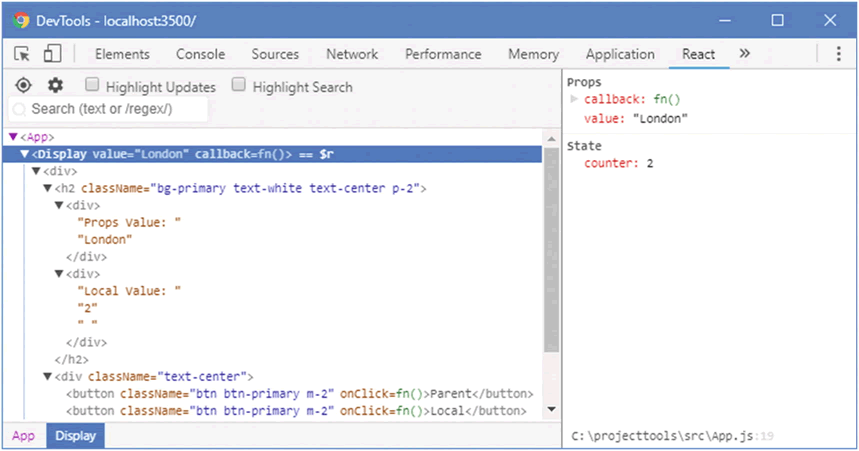 DevTools - localhost:3500/
Elements Console Sources Network Performance Memory Application React »
Highlight Updates Highlight Search
Search (text or /regex/)
▼<App>
▼<Display value="London" callback=fn()> == $r
▼<div>
▼<h2 className="bg-primary text-white text-center p-2">
▼<div>
"Props Value: "
"London"
</div>
▼<div>
"Local Value: "
"2"
" "
</div>
</h2>
▼<div className="text-center">
<button className="btn btn-primary m-2" onClick=fn()>Parent</button>
<button className="btn btn-primary m-2" onClick=fn()>Local</button>
App Display
Props
▶ callback: fn()
value: "London"
State
counter: 2
C:\projecttools\src\App.js:19